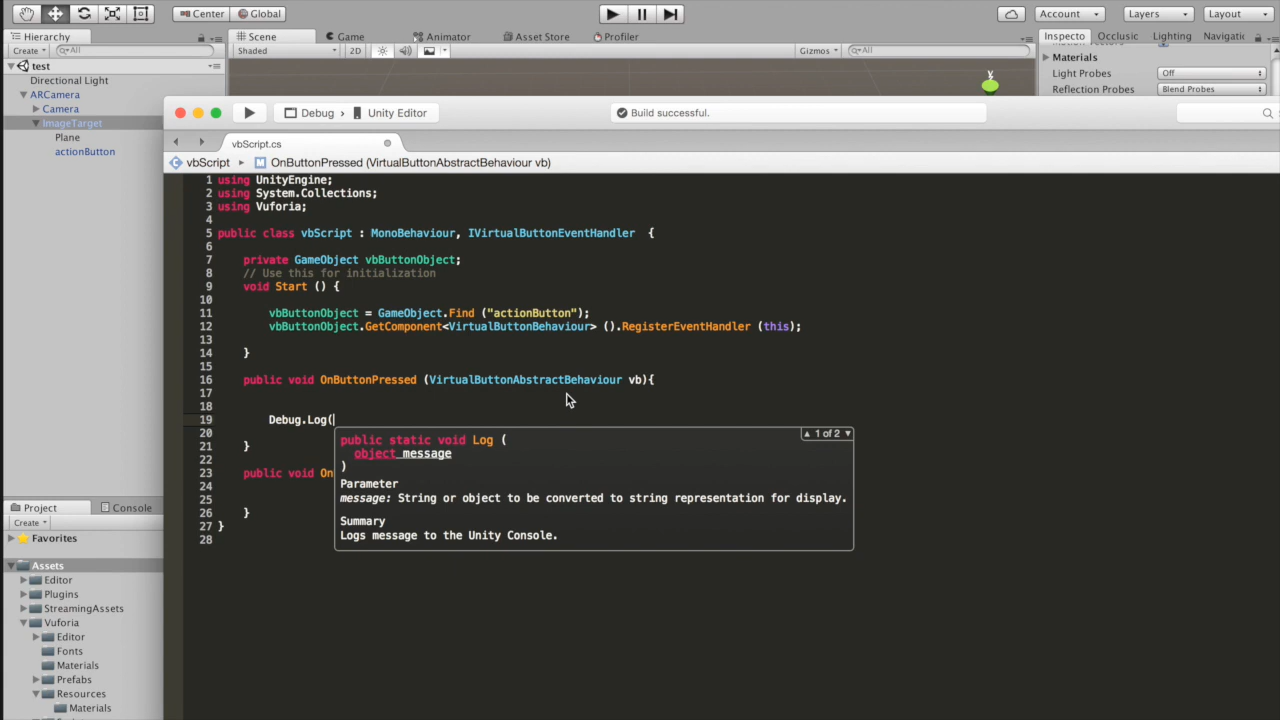 Center Global Account Layers Layout
Hierarchy Scene Game Animator Asset Store Profiler Inspecto Occlusic Lighting Navigatic
Create All Shaded 2D Gizmos All
test
Directional Light
ARCamera
Camera
ImageTarget
Plane
actionButton
Materials
Light Probes Off
Reflection Probes Blend Probes
Y
Debug › Unity Editor Build successful.
vbScript.cs
vbScript ▸ OnButtonPressed (VirtualButtonAbstractBehaviour vb)
1 using UnityEngine;
2 using System.Collections;
3 using Vuforia;
4
5 public class vbScript : MonoBehaviour, IVirtualButtonEventHandler {
6
7 private GameObject vbButtonObject;
8 // Use this for initialization
9 void Start () {
10
11 vbButtonObject = GameObject.Find ("actionButton");
12 vbButtonObject.GetComponent<VirtualButtonBehaviour> ().RegisterEventHandler (this);
13
14 }
15
16 public void OnButtonPressed (VirtualButtonAbstractBehaviour vb){
17
18
19 Debug.Log(
20
21 }
22
23 public void On
24
25
26 }
27 }
28
▲ 1 of 2 ▼
public static void Log (
object message
)
Parameter
message: String or object to be converted to string representation for display.
Summary
Logs message to the Unity Console.
Project Console
Create
Favorites
Assets
Editor
Plugins
StreamingAssets
Vuforia
Editor
Fonts
Materials
Prefabs
Resources
Materials